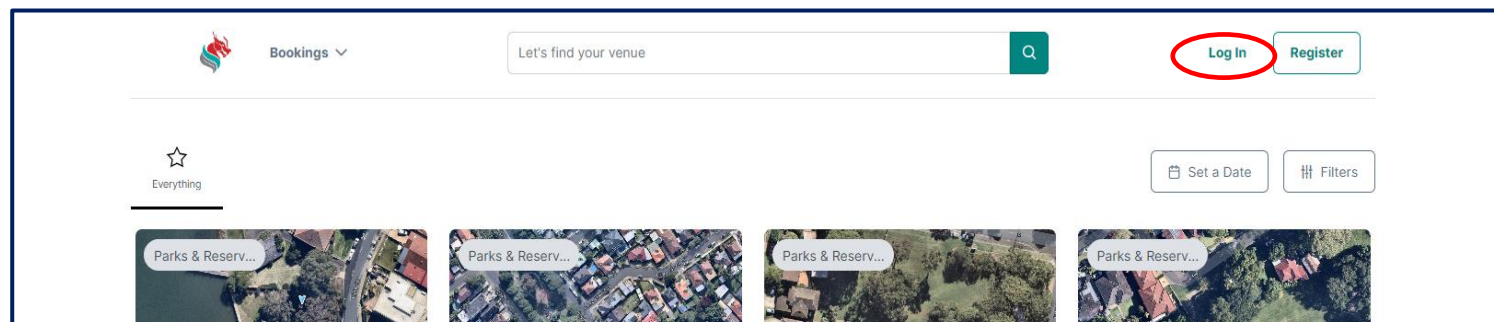 Bookings
Let's find your venue
Log In
Register
Everything
Set a Date
Filters
Parks & Reserv...
Parks & Reserv...
Parks & Reserv...
Parks & Reserv...